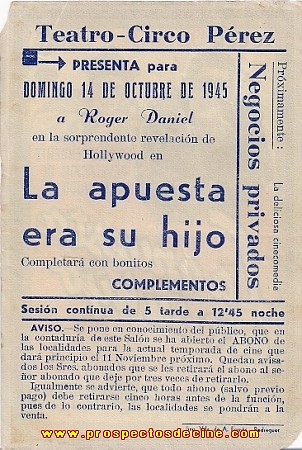 Teatro-Circo Pérez
PRESENTA para
DOMINGO 14 DE OCTUBRE DE 1945
a Roger Daniel
en la sorprendente revelación de
Hollywood en
La apuesta
era su hijo
Completará con bonitos
COMPLEMENTOS
Próximamente:
la deliciosa cinecomedia
Negocios privados
Sesión contínua de 5 tarde a 12'45 noche
AVISO.—Se pone en conocimiento del público, que en
la contaduría de este Salón se ha abierto el ABONO de
las localidades para la actual temporada de cine que
dará principio el 11 Noviembre próximo. Quedan avisa-
dos los Sres. abonados que se les retirará el abono al
señor abonado que deje por tres veces de retirarlo.
Igualmente se advierte, que todo abono (salvo previo
pago) debe retirarse cinco horas antes de la función,
pues de lo contrario, las localidades se pondrán a la
venta.
Pedreguer
www.prospectosdecine.com